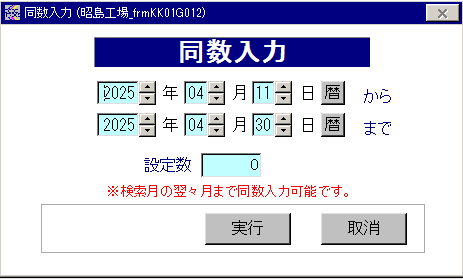 同数入力 (昭島工場_frmKK01G012)
同数入力
2025 年 04 月 11 日 暦 から
2025 年 04 月 30 日 暦 まで
設定数 0
※検索月の翌々月まで同数入力可能です。
実行 取消